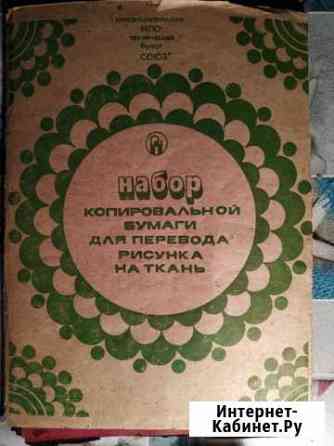 НПО
СОЮЗ"
набор
КОПИРОВАЛЬНОЙ
БУМАГИ
ДЛЯ ПЕРЕВОДА
РИСУНКА
НА ТКАНЬ
Интернет-
Кабинет.Ру